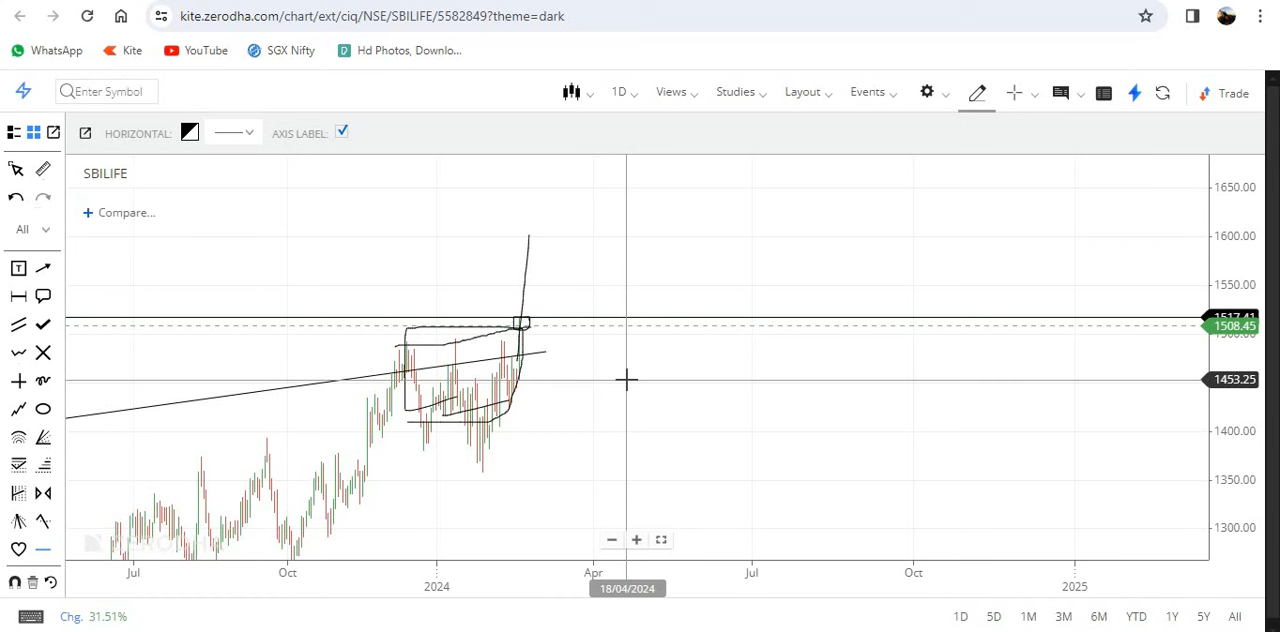 kite.zerodha.com/chart/ext/ciq/NSE/SBILIFE/5582849?theme=dark
WhatsApp Kite YouTube SGX Nifty Hd Photos, Downlo...
Enter Symbol 1D Views Studies Layout Events Trade
HORIZONTAL: AXIS LABEL:
SBILIFE
Compare...
All
1650.00
1600.00
1550.00
1517.41
1508.45
1453.25
1400.00
1350.00
1300.00
ZERODHA
Jul Oct 2024 Apr Jul Oct 2025
18/04/2024
Chg. 31.51% 1D 5D 1M 3M 6M YTD 1Y 5Y All